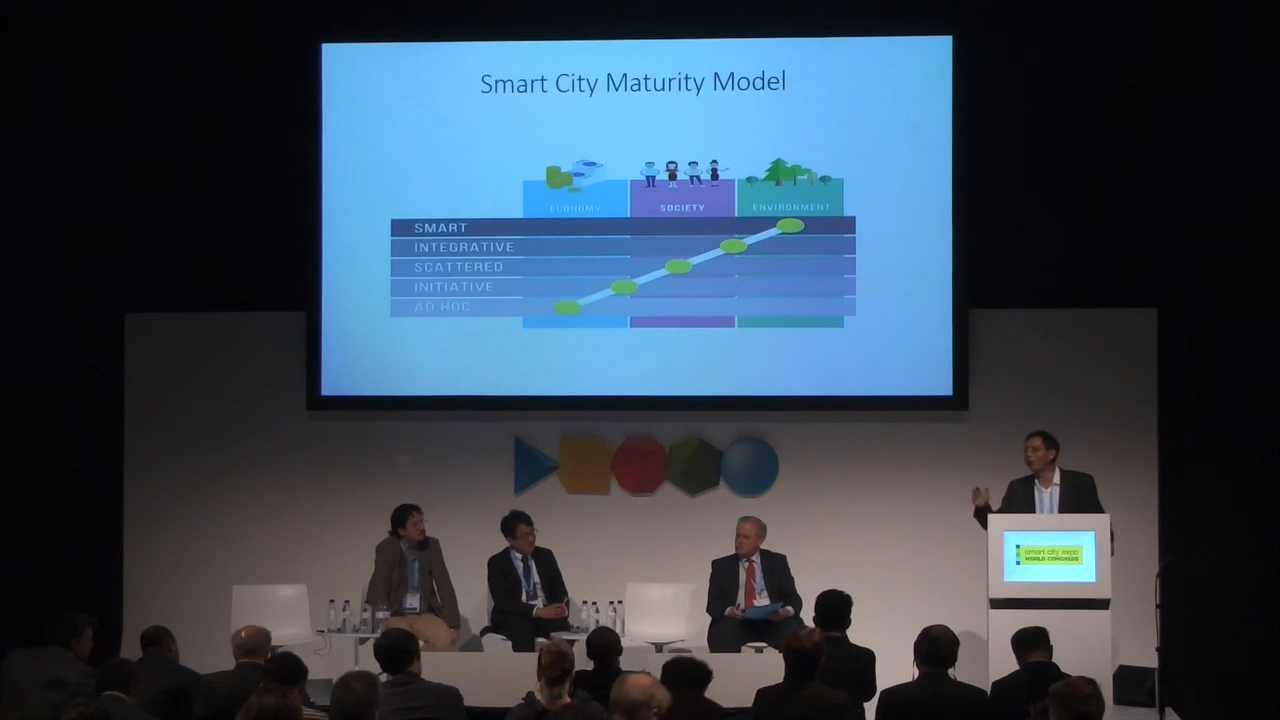 Smart City Maturity Model
ECONOMY
SOCIETY
ENVIRONMENT
SMART
INTEGRATIVE
SCATTERED
INITIATIVE
AD HOC
smart city expo
WORLD CONGRESS